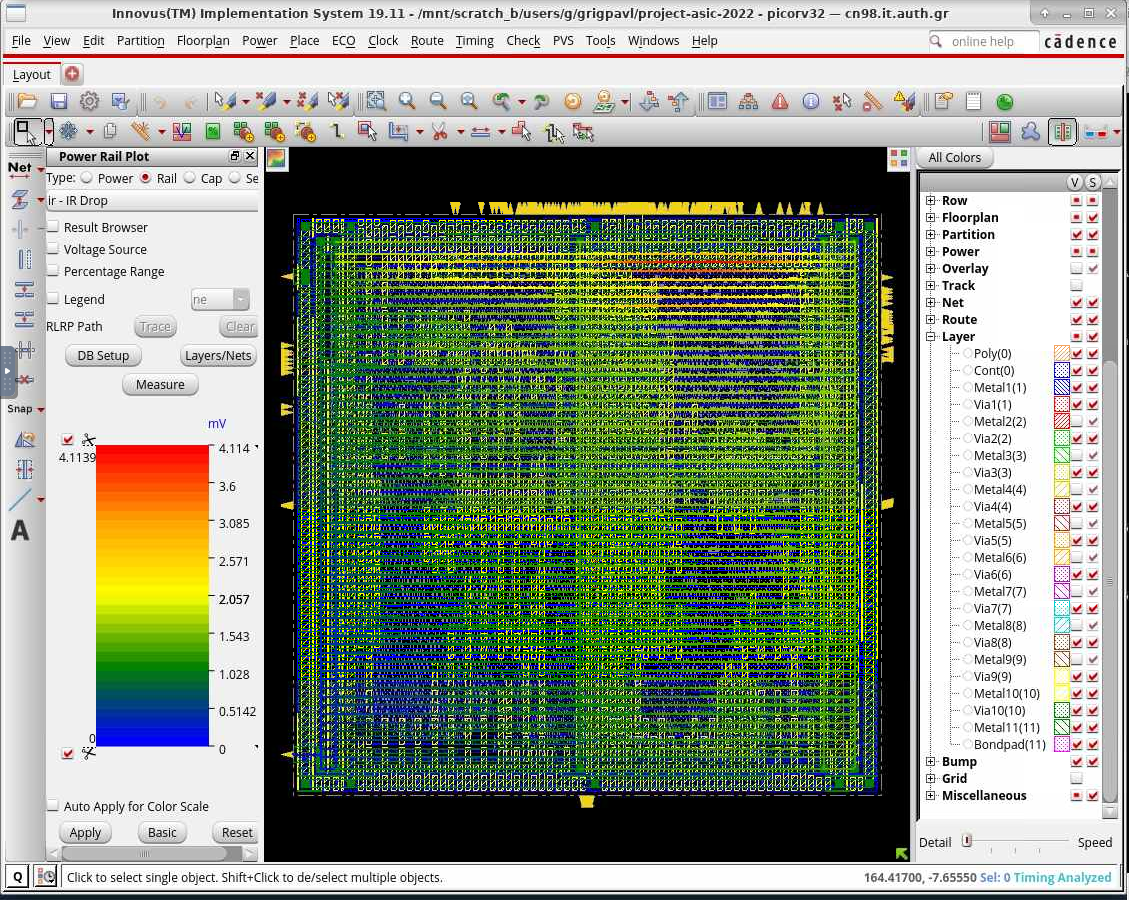 Innovus(TM) Implementation System 19.11 - /mnt/scratch_b/users/g/grigpavl/project-asic-2022 - picorv32 — cn98.it.auth.gr
File View Edit Partition Floorplan Power Place ECO Clock Route Timing Check PVS Tools Windows Help
online help
cādence
Layout
Net
Snap
A
Power Rail Plot
Type: Power Rail Cap Se
ir - IR Drop
Result Browser
Voltage Source
Percentage Range
Legend ne
RLRP Path Trace Clear
DB Setup Layers/Nets
Measure
mV
4.1139
4.114
3.6
3.085
2.571
2.057
1.543
1.028
0.5142
0
0
Auto Apply for Color Scale
Apply Basic Reset
All Colors
V S
Row
Floorplan
Partition
Power
Overlay
Track
Net
Route
Layer
Poly(0)
Cont(0)
Metal1(1)
Via1(1)
Metal2(2)
Via2(2)
Metal3(3)
Via3(3)
Metal4(4)
Via4(4)
Metal5(5)
Via5(5)
Metal6(6)
Via6(6)
Metal7(7)
Via7(7)
Metal8(8)
Via8(8)
Metal9(9)
Via9(9)
Metal10(10)
Via10(10)
Metal11(11)
Bondpad(11)
Bump
Grid
Miscellaneous
Detail Speed
Q
Click to select single object. Shift+Click to de/select multiple objects.
164.41700, -7.65550 Sel: 0 Timing Analyzed